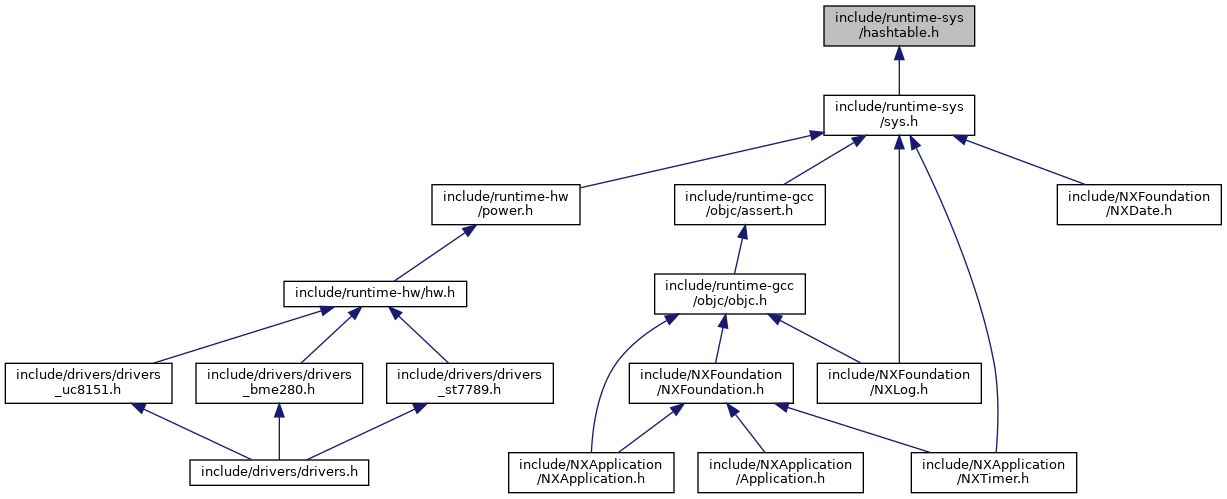 include/runtime-sys
/hashtable.h
include/runtime-sys
/sys.h
include/runtime-hw
/power.h
include/runtime-gcc
/objc/assert.h
include/NXFoundation
/NXDate.h
include/runtime-hw/hw.h
include/runtime-gcc
/objc/objc.h
include/drivers/drivers
_uc8151.h
include/drivers/drivers
_bme280.h
include/drivers/drivers
_st7789.h
include/NXFoundation
/NXFoundation.h
include/NXFoundation
/NXLog.h
include/drivers/drivers.h
include/NXApplication
/NXApplication.h
include/NXApplication
/Application.h
include/NXApplication
/NXTimer.h